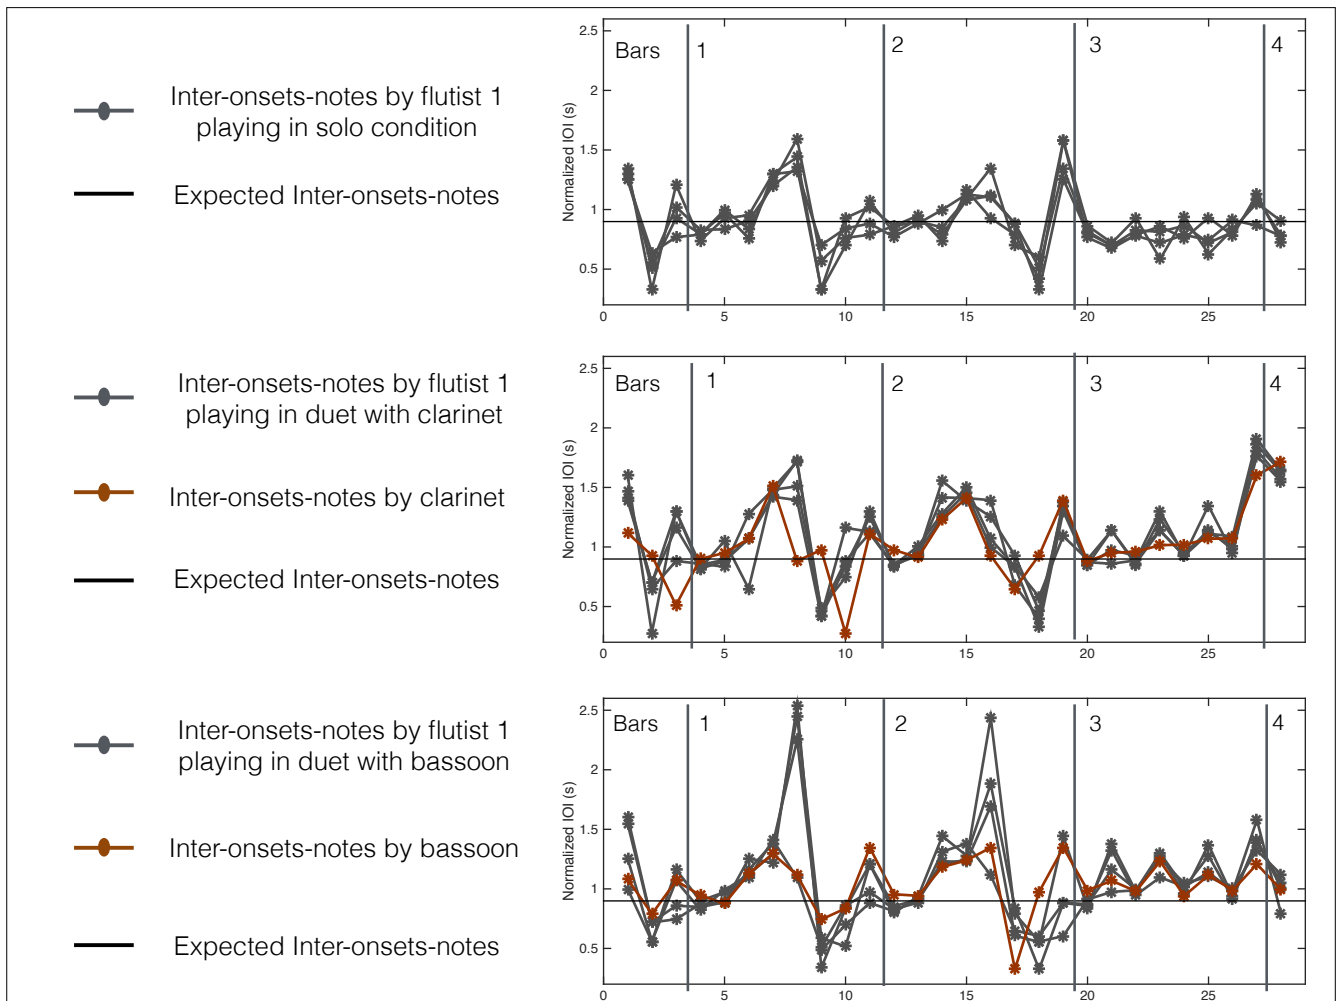 Inter-onsets-notes by flutist 1
playing in solo condition
Expected Inter-onsets-notes
Normalized IOI (s)
2.5
2
1.5
1
0.5
Bars
1
2
3
4
0
5
10
15
20
25
Inter-onsets-notes by flutist 1
playing in duet with clarinet
Inter-onsets-notes by clarinet
Expected Inter-onsets-notes
Normalized IOI (s)
2.5
2
1.5
1
0.5
Bars
1
2
3
4
0
5
10
15
20
25
Inter-onsets-notes by flutist 1
playing in duet with bassoon
Inter-onsets-notes by bassoon
Expected Inter-onsets-notes
Normalized IOI (s)
2.5
2
1.5
1
0.5
Bars
1
2
3
4
0
5
10
15
20
25